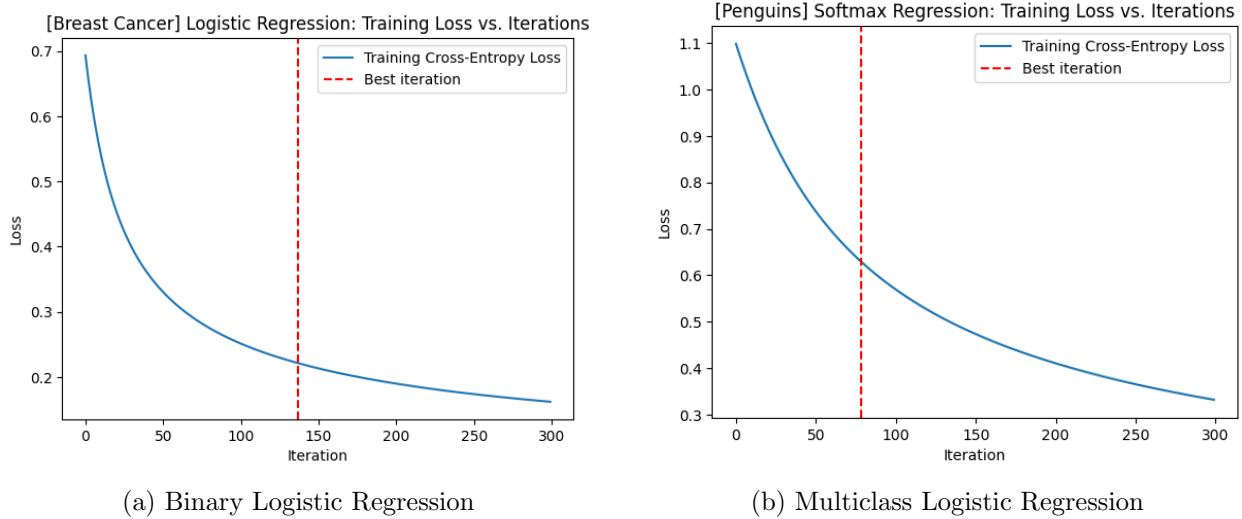 [Breast Cancer] Logistic Regression: Training Loss vs. Iterations
0.7
0.6
0.5
0.4
0.3
0.2
Loss
Training Cross-Entropy Loss
Best iteration
0 50 100 150 200 250 300
Iteration
(a) Binary Logistic Regression
[Penguins] Softmax Regression: Training Loss vs. Iterations
1.1
1.0
0.9
0.8
0.7
0.6
0.5
0.4
0.3
Loss
Training Cross-Entropy Loss
Best iteration
0 50 100 150 200 250 300
Iteration
(b) Multiclass Logistic Regression